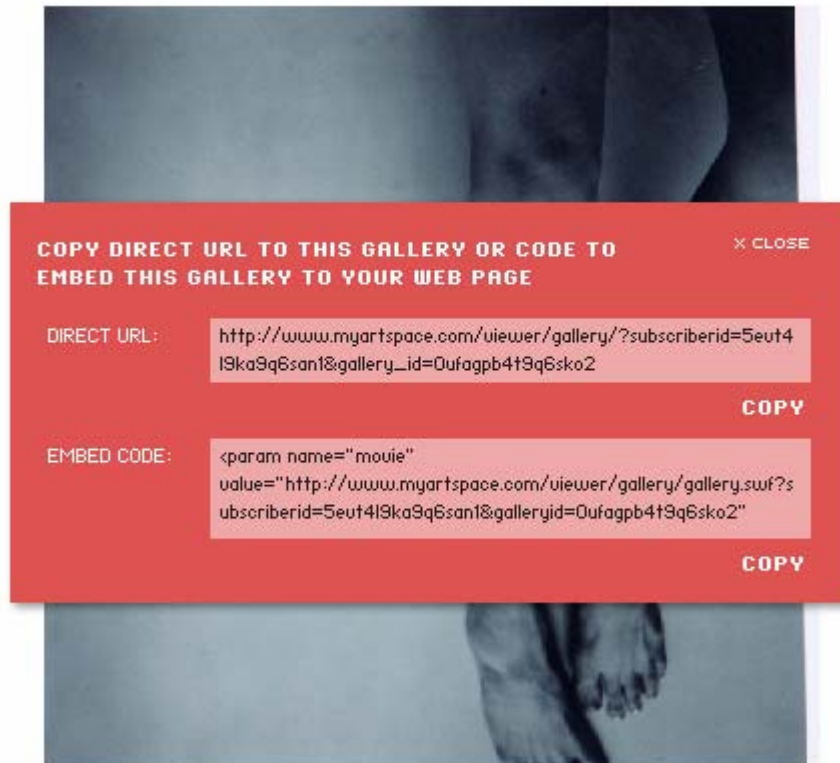 COPY DIRECT URL TO THIS GALLERY OR CODE TO
EMBED THIS GALLERY TO YOUR WEB PAGE
X CLOSE
DIRECT URL:
http://www.myartspace.com/viewer/gallery/?subscriberid=5evt4
l9ka9q6san1&gallery_id=0ufagpb4t9q6sko2
COPY
EMBED CODE:
<param name="movie"
value="http://www.myartspace.com/viewer/gallery/gallery.swf?s
ubscriberid=5evt4l9ka9q6san1&galleryid=0ufagpb4t9q6sko2"
COPY